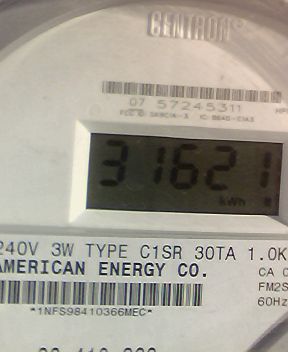 CENTRON®
07 57245311
31621
kWh
240V 3W TYPE C1SR 30TA 1.0K
AMERICAN ENERGY CO.
CA 
FM2S
60Hz
*1NFS98410366MEC*